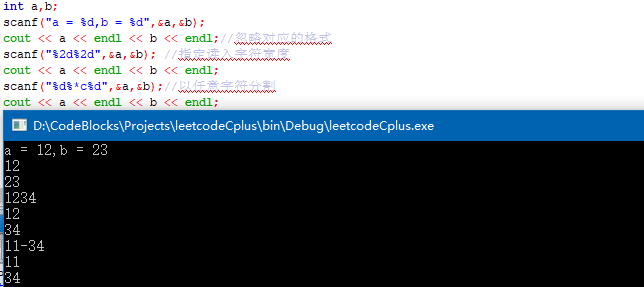 int a,b;
scanf("a = %d,b = %d",&a,&b);
cout << a << endl << b << endl;//忽略对应的格式
scanf("%2d%2d",&a,&b); //指定读入字符宽度
cout << a << endl << b << endl;
scanf("%d%*c%d",&a,&b);//以任意字符分割
cout << a << endl << b << endl;
D:\CodeBlocks\Projects\leetcodeCplus\bin\Debug\leetcodeCplus.exe
a = 12,b = 23
12
23
1234
12
34
11-34
11
34